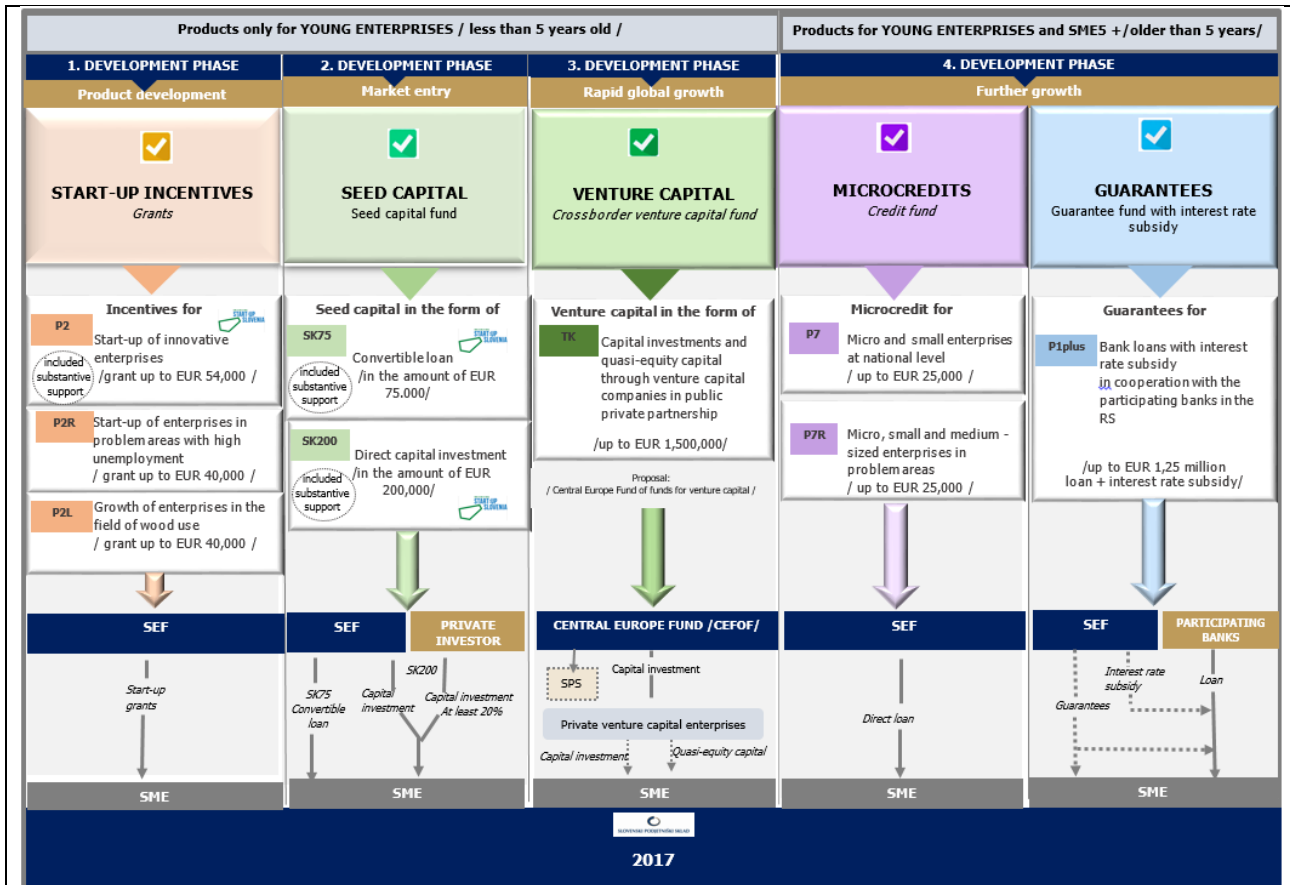 Products only for YOUNG ENTERPRISES / less than 5 years old /
Products for YOUNG ENTERPRISES and SME5 +/older than 5 years/
1. DEVELOPMENT PHASE
Product development
START-UP INCENTIVES
Grants
Incentives for
P2
START:UP
SLOVENIA
Start-up of innovative
enterprises
/grant up to EUR 54,000 /
included
substantive
support
P2R
Start-up of enterprises in
problem areas with high
unemployment
/ grant up to EUR 40,000 /
P2L
Growth of enterprises in the
field of wood use
/ grant up to EUR 40,000 /
SEF
Start-up
grants
SME
2. DEVELOPMENT PHASE
Market entry
SEED CAPITAL
Seed capital fund
Seed capital in the form of
SK75
START:UP
SLOVENIA
Convertible loan
/in the amount of EUR
75.000/
included
substantive
support
SK200
Direct capital investment
/in the amount of EUR
200,000/
included
substantive
support
START:UP
SLOVENIA
SEF
PRIVATE
INVESTOR
SK200
SK75
Convertible
loan
Capital
investment
Capital investment
At least 20%
SME
3. DEVELOPMENT PHASE
Rapid global growth
VENTURE CAPITAL
Crossborder venture capital fund
Venture capital in the form of
TK
Capital investments and
quasi-equity capital
through venture capital
companies in public
private partnership
/up to EUR 1,500,000/
Proposal:
/ Central Europe Fund of funds for venture capital /
CENTRAL EUROPE FUND /CEFOF/
Capital investment
SPS
Private venture capital enterprises
Capital investment
Quasi-equity capital
SME
4. DEVELOPMENT PHASE
Further growth
MICROCREDITS
Credit fund
Microcredit for
P7
Micro and small enterprises
at national level
/ up to EUR 25,000 /
P7R
Micro, small and medium -
sized enterprises in
problem areas
/ up to EUR 25,000 /
SEF
Direct loan
SME
GUARANTEES
Guarantee fund with interest rate
subsidy
Guarantees for
P1plus
Bank loans with interest
rate subsidy
in cooperation with the
participating banks in the
RS
/up to EUR 1,25 million
loan + interest rate subsidy/
SEF
PARTICIPATING
BANKS
Interest rate
subsidy
Loan
Guarantees
SME
SLOVENSKI PODJETNIŠKI SKLAD
2017